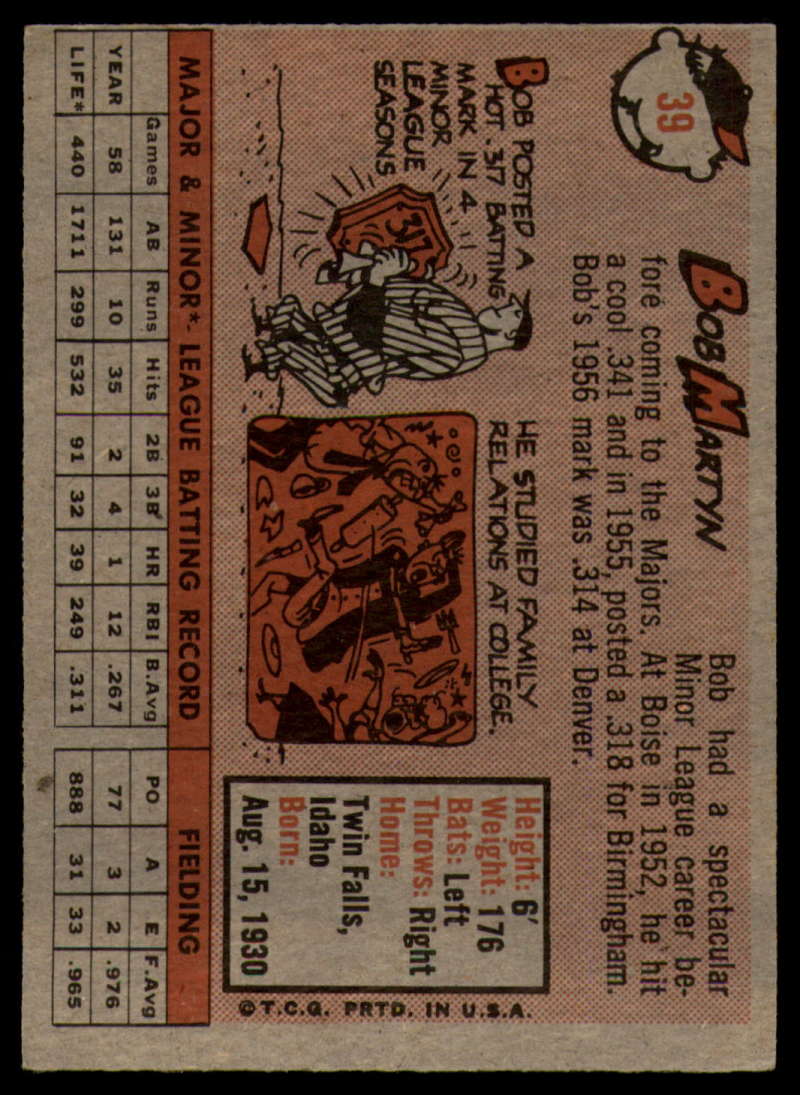 39
BOB MARTYN
Bob had a spectacular
Minor League career be-
fore coming to the Majors. At Boise in 1952, he hit
a cool .341 and in 1955, posted a .318 for Birmingham.
Bob's 1956 mark was .314 at Denver.
BOB POSTED A
HOT .317 BATTING
MARK IN 4
MINOR
LEAGUE
SEASONS
.317
HE STUDIED FAMILY
RELATIONS AT COLLEGE.
Height: 6'
Weight: 176
Bats: Left
Throws: Right
Home:
Twin Falls,
Idaho
Born:
Aug. 15, 1930
© T.C.G. PRTD. IN U.S.A.
MAJOR & MINOR* LEAGUE BATTING RECORD FIELDING
Games AB Runs Hits 2B 3B HR RBI B.Avg PO A E F.Avg
YEAR 58 131 10 35 2 4 1 12 .267 77 3 2 .976
LIFE* 440 1711 299 532 91 32 39 249 .311 888 31 33 .965